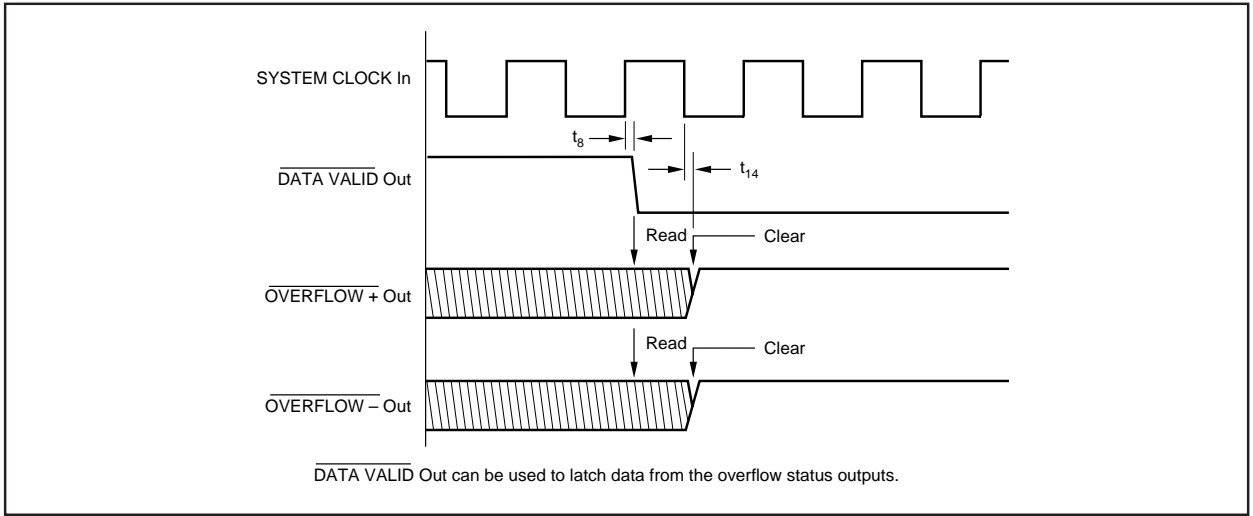 SYSTEM CLOCK In
t8
DATA VALID Out
t14
Read
Clear
OVERFLOW + Out
Read
Clear
OVERFLOW – Out
DATA VALID Out can be used to latch data from the overflow status outputs.